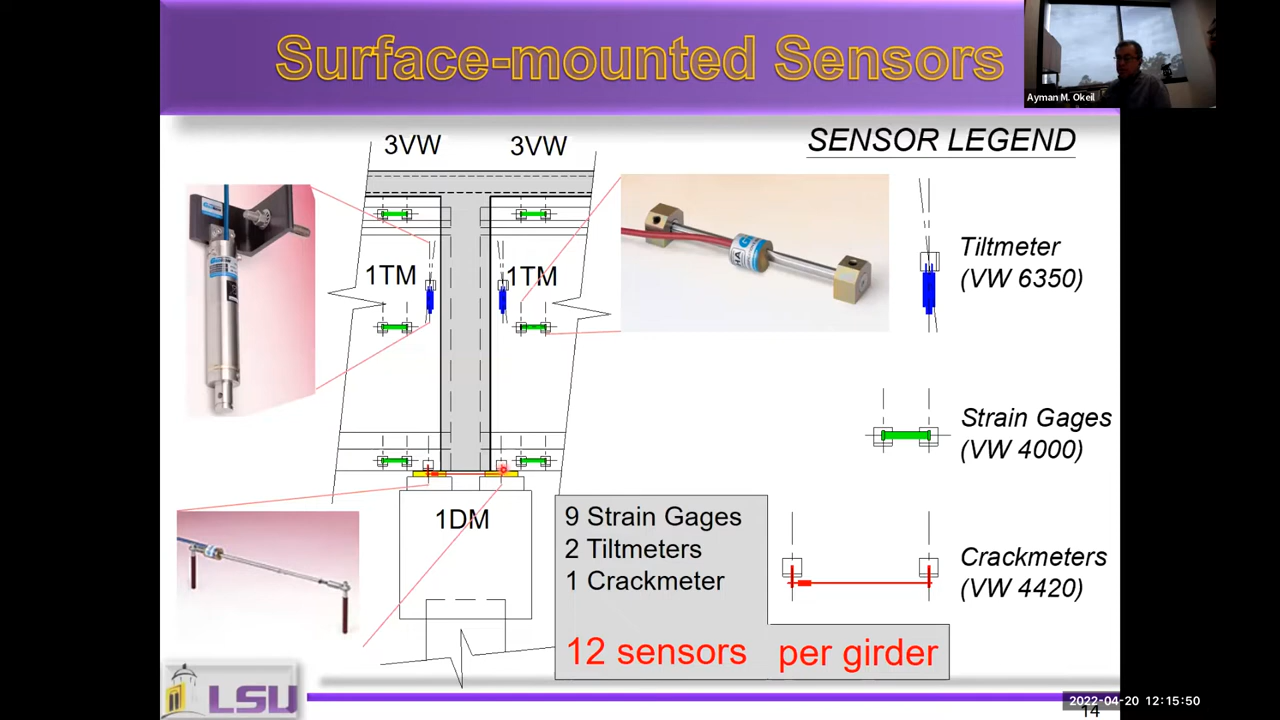 Surface-mounted Sensors
Ayman M. Okeil
3VW
3VW
SENSOR LEGEND
1TM
1TM
Tiltmeter
(VW 6350)
Strain Gages
(VW 4000)
1DM
9 Strain Gages
2 Tiltmeters
1 Crackmeter
12 sensors per girder
Crackmeters
(VW 4420)
LSU
2022-04-20 12:15:50
14